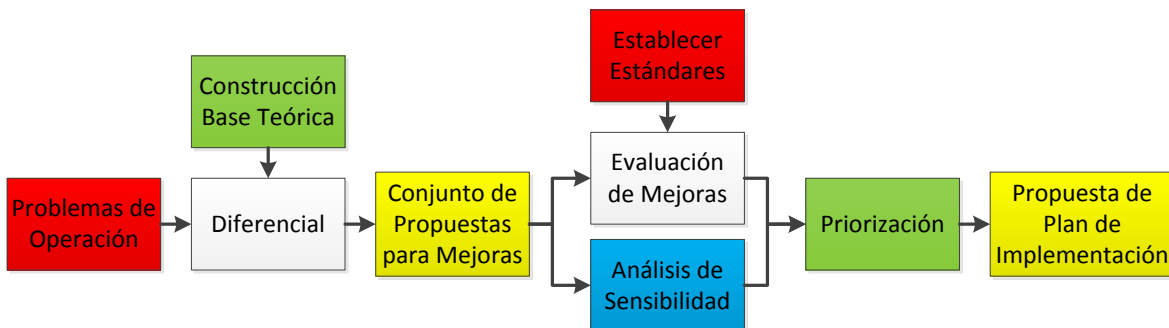 Establecer
Estándares
Construcción
Base Teórica
Problemas de
Operación
Diferencial
Conjunto de
Propuestas
para Mejoras
Evaluación
de Mejoras
Análisis de
Sensibilidad
Priorización
Propuesta de
Plan de
Implementación